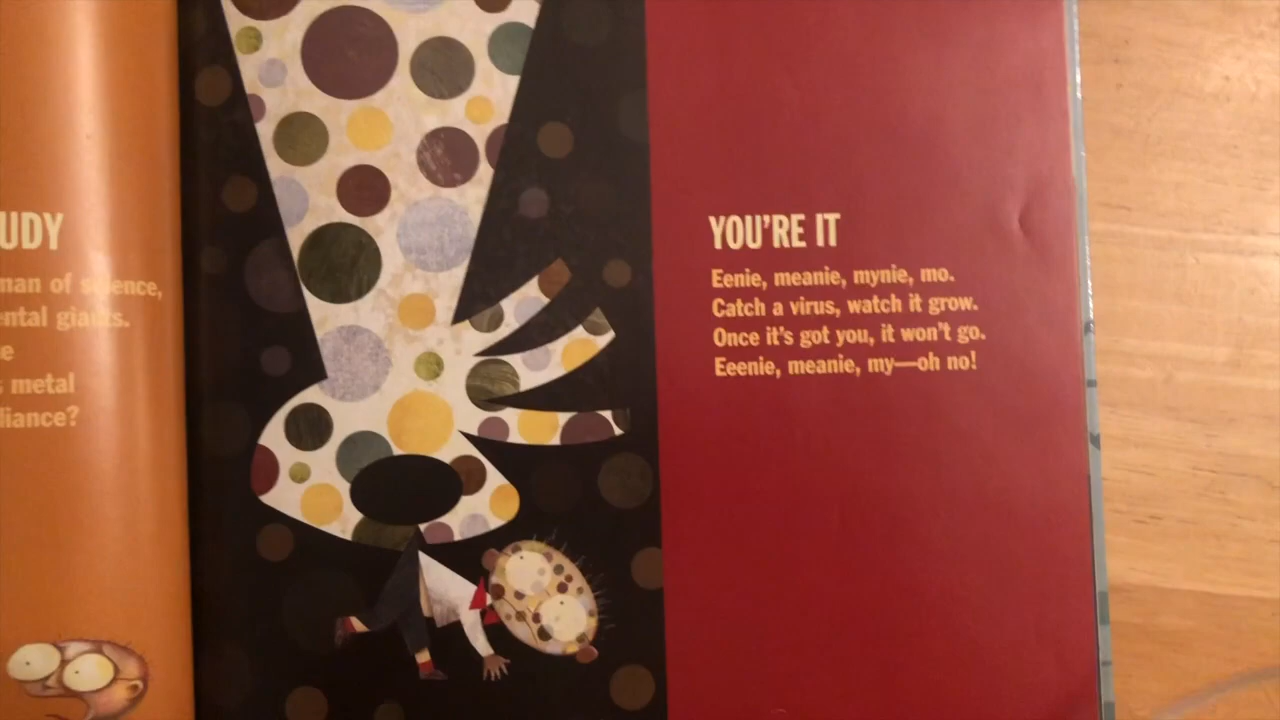 UDY
man of science,
ental giants.
e
s metal
liance?
YOU'RE IT
Eenie, meanie, mynie, mo.
Catch a virus, watch it grow.
Once it's got you, it won't go.
Eeenie, meanie, my—oh no!